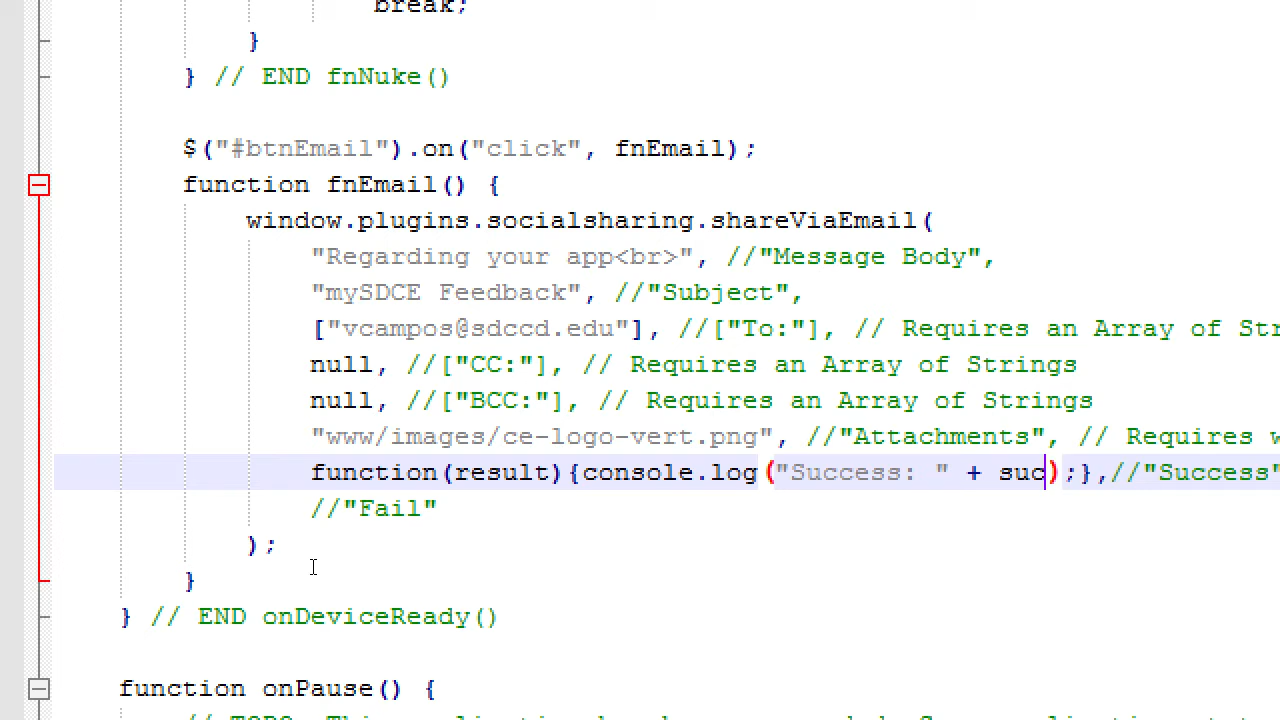 break;
}
} // END fnNuke()
$("#btnEmail").on("click", fnEmail);
function fnEmail() {
window.plugins.socialsharing.shareViaEmail(
"Regarding your app<br>", //"Message Body",
"mySDCE Feedback", //"Subject",
["vcampos@sdccd.edu"], //["To:"], // Requires an Array of Str
null, //["CC:"], // Requires an Array of Strings
null, //["BCC:"], // Requires an Array of Strings
"www/images/ce-logo-vert.png", //"Attachments", // Requires w
function(result){console.log("Success: " + suc);},//"Success"
//"Fail"
);
}
} // END onDeviceReady()
function onPause() {